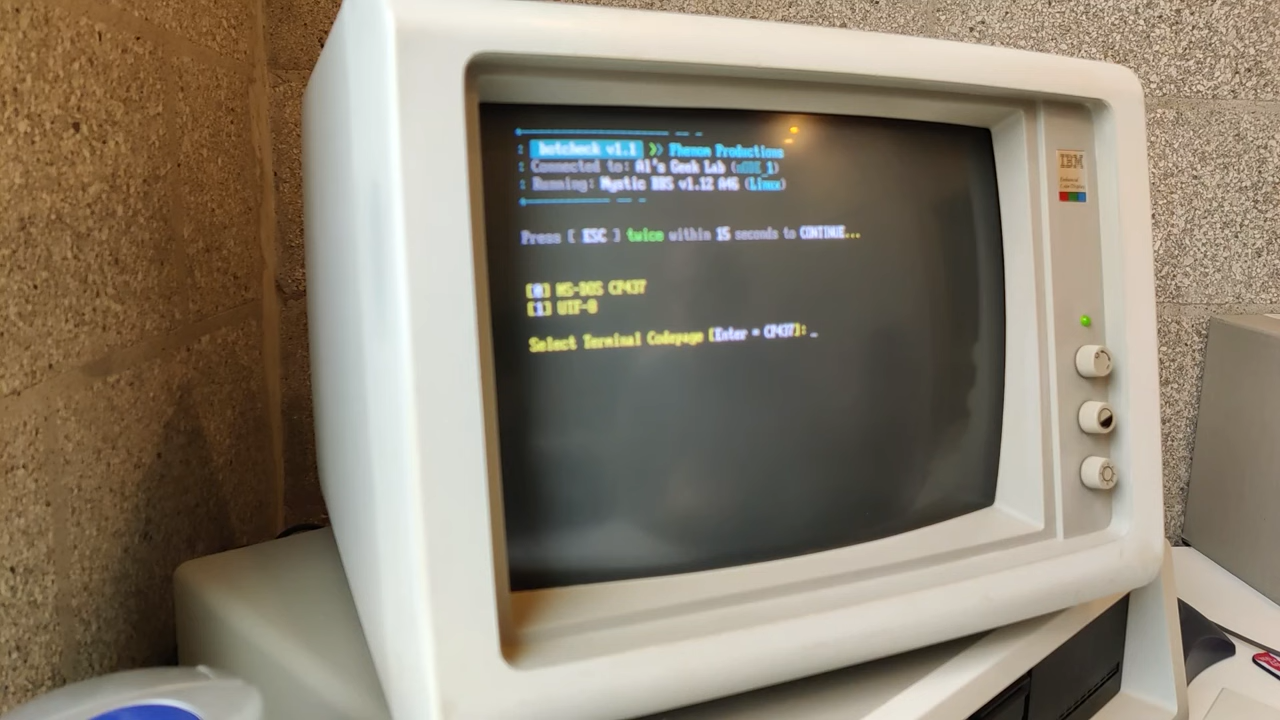 : botcheck v1.1 >> Phenom Productions
: Connected to: Al's Geek Lab (nODE_1)
: Running: Mystic BBS v1.12 A46 (Linux)
Press [ ESC ] twice within 15 seconds to CONTINUE...
[0] MS-DOS CP437
[1] UTF-8
Select Terminal Codepage [Enter = CP437]: _
IBM